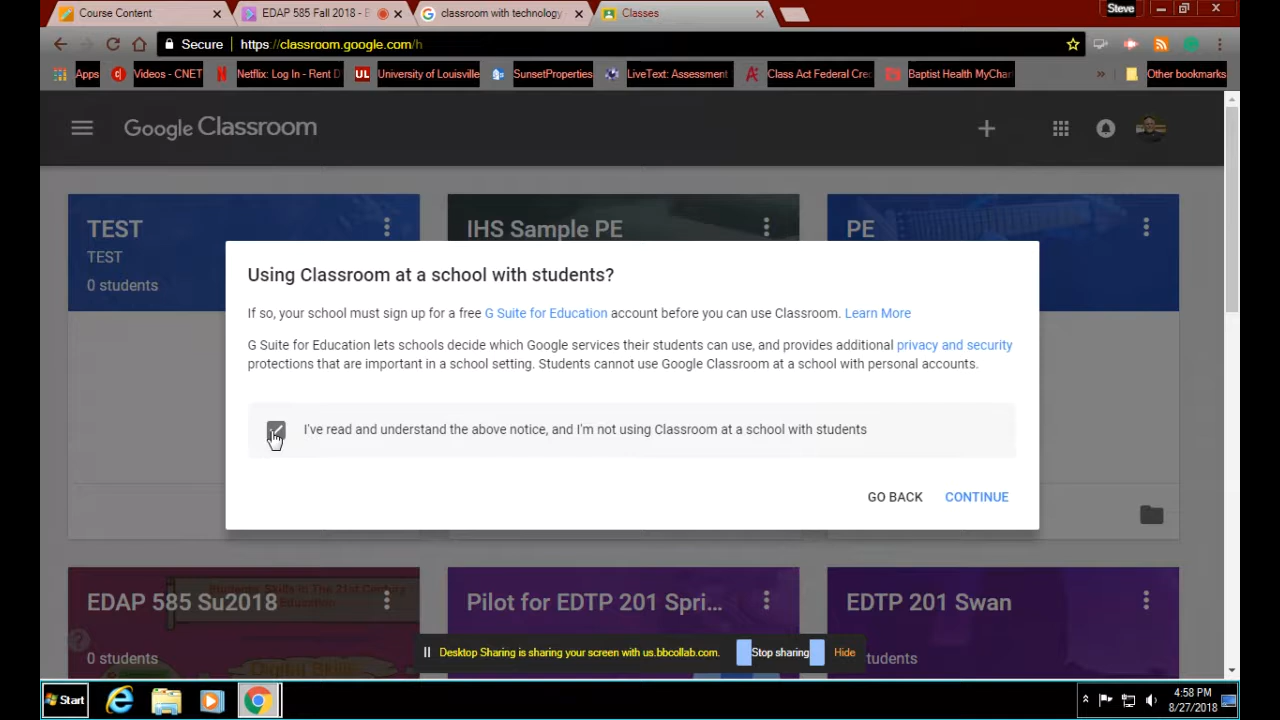 Course Content
EDAP 585 Fall 2018 - E
classroom with technology
Classes
Steve
Secure
https://classroom.google.com/h
Apps
Videos - CNET
Netflix: Log In - Rent D
University of Louisville
SunsetProperties
LiveText: Assessment
Class Act Federal Cre
Baptist Health MyChar
Other bookmarks
Google Classroom
TEST
TEST
0 students
IHS Sample PE
PE
Using Classroom at a school with students?
If so, your school must sign up for a free G Suite for Education account before you can use Classroom. Learn More
G Suite for Education lets schools decide which Google services their students can use, and provides additional privacy and security
protections that are important in a school setting. Students cannot use Google Classroom at a school with personal accounts.
I've read and understand the above notice, and I'm not using Classroom at a school with students
GO BACK
CONTINUE
EDAP 585 Su2018
0 students
Pilot for EDTP 201 Spri...
EDTP 201 Swan
students
Desktop Sharing is sharing your screen with us.bbcollab.com.
Stop sharing
Hide
Start
4:58 PM
8/27/2018